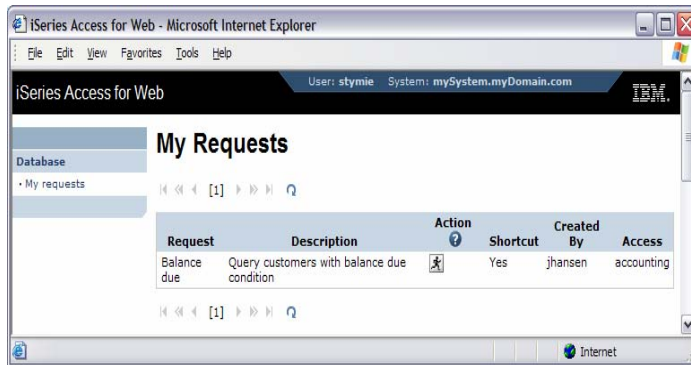 iSeries Access for Web - Microsoft Internet Explorer
File Edit View Favorites Tools Help
iSeries Access for Web
User: stymie System: mySystem.myDomain.com
IBM.
Database
• My requests
My Requests
[1]
Request Description Action Shortcut Created By Access
Balance due Query customers with balance due condition Yes jhansen accounting
[1]
Internet